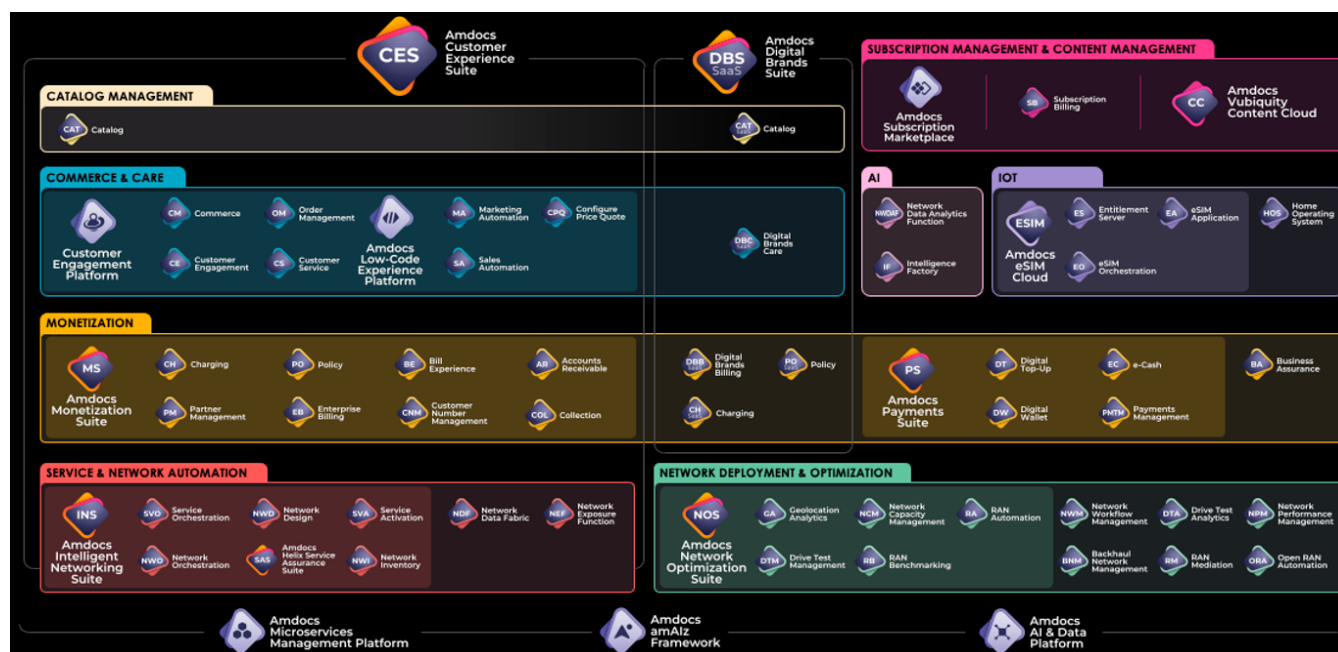 CES
Amdocs
Customer
Experience
Suite
DBS
SaaS
Amdocs
Digital
Brands
Suite
SUBSCRIPTION MANAGEMENT & CONTENT MANAGEMENT
Amdocs
Subscription
Marketplace
SB
Subscription
Billing
CC
Amdocs
Vubiquity
Content Cloud
CATALOG MANAGEMENT
CAT
Catalog
CAT
SaaS
Catalog
COMMERCE & CARE
Customer
Engagement
Platform
CM
Commerce
OM
Order
Management
CE
Customer
Engagement
CS
Customer
Service
Amdocs
Low-Code
Experience
Platform
MA
Marketing
Automation
CPQ
Configure
Price Quote
SA
Sales
Automation
DBC
SaaS
Digital
Brands
Care
AI
NWDAF
Network
Data Analytics
Function
IF
Intelligence
Factory
IOT
ESIM
Amdocs
eSIM
Cloud
ES
Entitlement
Server
EA
eSIM
Application
EO
eSIM
Orchestration
HOS
Home
Operating
System
MONETIZATION
MS
Amdocs
Monetization
Suite
CH
Charging
PO
Policy
BE
Bill
Experience
AR
Accounts
Receivable
PM
Partner
Management
EB
Enterprise
Billing
CNM
Customer
Number
Management
COL
Collection
DBB
SaaS
Digital
Brands
Billing
PO
SaaS
Policy
CH
SaaS
Charging
PS
Amdocs
Payments
Suite
DT
Digital
Top-Up
EC
e-Cash
DW
Digital
Wallet
PMTM
Payments
Management
BA
Business
Assurance
SERVICE & NETWORK AUTOMATION
INS
Amdocs
Intelligent
Networking
Suite
SVO
Service
Orchestration
NWD
Network
Design
SVA
Service
Activation
NWO
Network
Orchestration
SAS
Amdocs
Helix Service
Assurance
Suite
NWI
Network
Inventory
NDF
Network
Data Fabric
NEF
Network
Exposure
Function
NETWORK DEPLOYMENT & OPTIMIZATION
NOS
Amdocs
Network
Optimization
Suite
GA
Geolocation
Analytics
NCM
Network
Capacity
Management
RA
RAN
Automation
DTM
Drive Test
Management
RB
RAN
Benchmarking
NWM
Network
Workflow
Management
DTA
Drive Test
Analytics
NPM
Network
Performance
Management
BNM
Backhaul
Network
Management
RM
RAN
Mediation
ORA
Open RAN
Automation
Amdocs
Microservices
Management Platform
Amdocs
amAIz
Framework
Amdocs
AI & Data
Platform